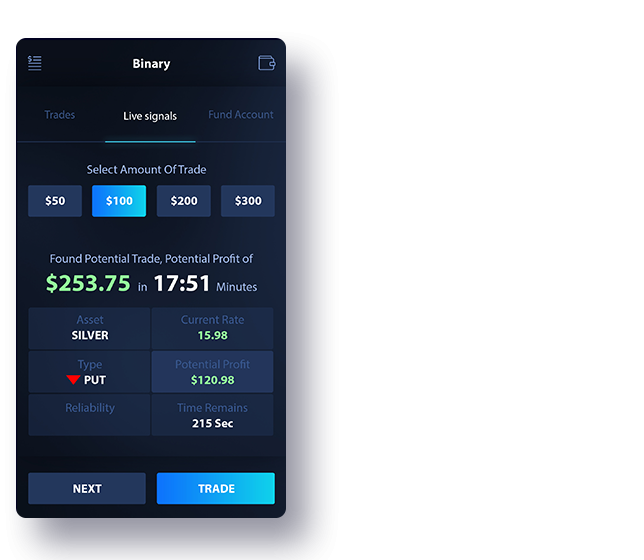 Binary
Trades Live signals Fund Account
Select Amount Of Trade
$50 $100 $200 $300
Found Potential Trade, Potential Profit of
$253.75 in 17:51 Minutes
Asset Current Rate
SILVER 15.98
Type Potential Profit
PUT $120.98
Reliability Time Remains
215 Sec
NEXT TRADE